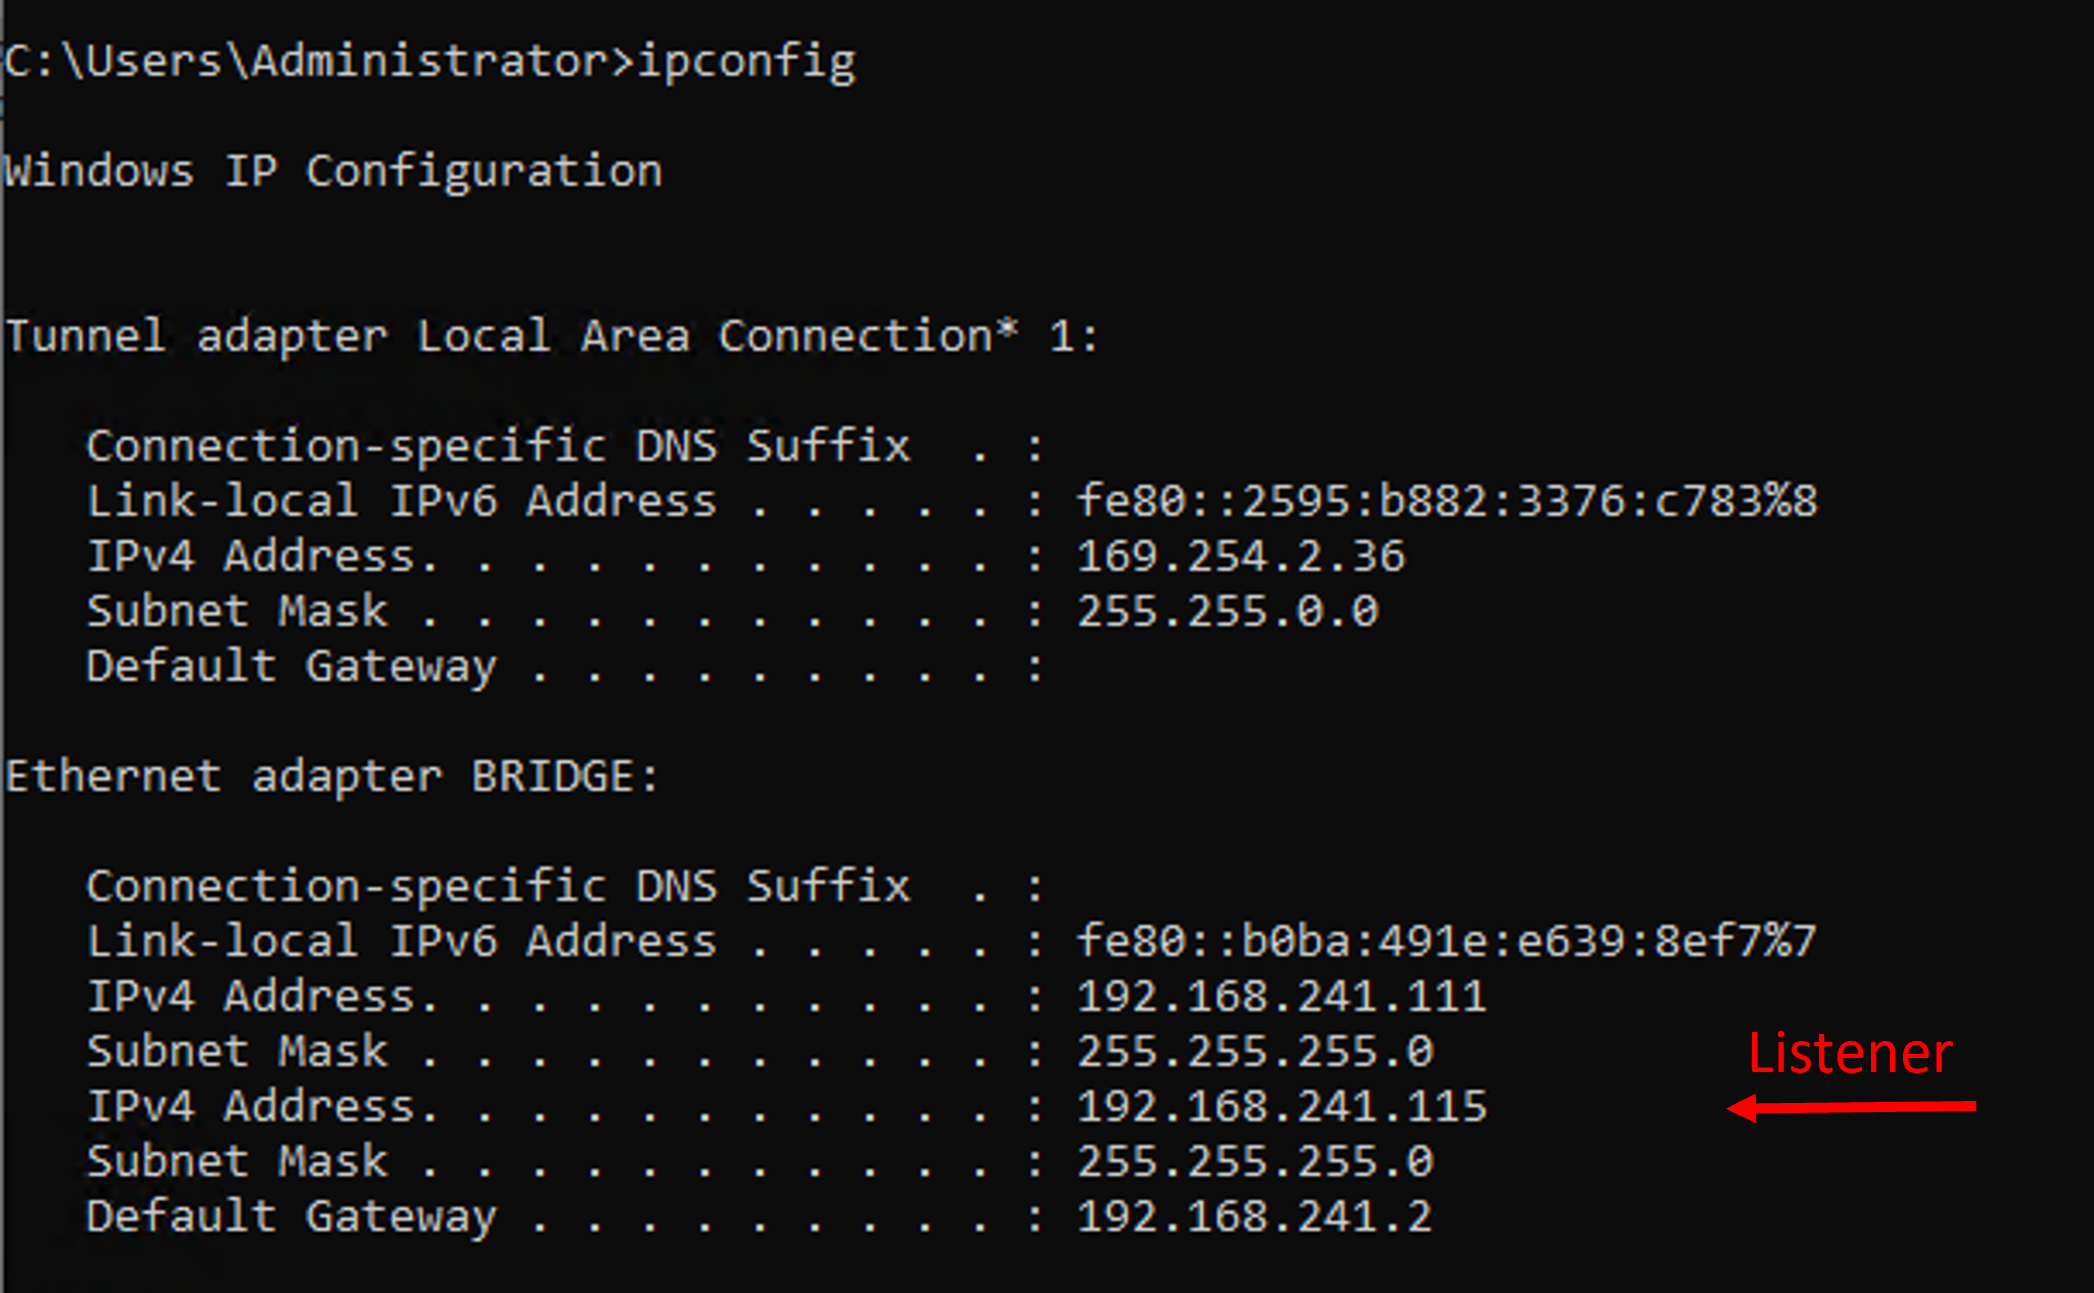 C:\Users\Administrator>ipconfig
Windows IP Configuration
Tunnel adapter Local Area Connection* 1:
Connection-specific DNS Suffix  . :
Link-local IPv6 Address . . . . . : fe80::2595:b882:3376:c783%8
IPv4 Address. . . . . . . . . . . : 169.254.2.36
Subnet Mask . . . . . . . . . . . : 255.255.0.0
Default Gateway . . . . . . . . . :
Ethernet adapter BRIDGE:
Connection-specific DNS Suffix  . :
Link-local IPv6 Address . . . . . : fe80::b0ba:491e:e639:8ef7%7
IPv4 Address. . . . . . . . . . . : 192.168.241.111
Subnet Mask . . . . . . . . . . . : 255.255.255.0
Listener
IPv4 Address. . . . . . . . . . . : 192.168.241.115
Subnet Mask . . . . . . . . . . . : 255.255.255.0
Default Gateway . . . . . . . . . : 192.168.241.2